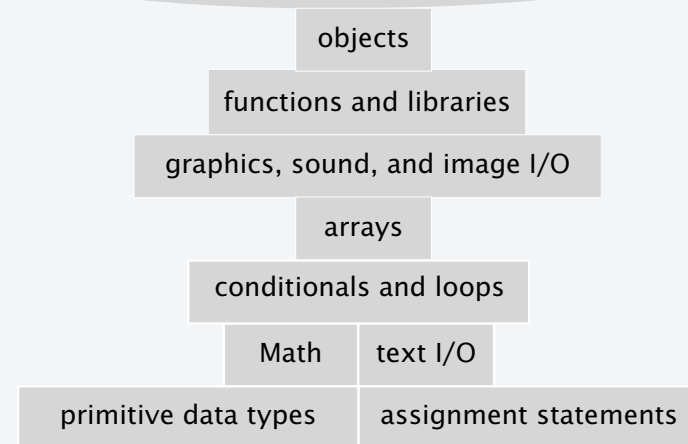 objects
functions and libraries
graphics, sound, and image I/O
arrays
conditionals and loops
Math text I/O
primitive data types assignment statements